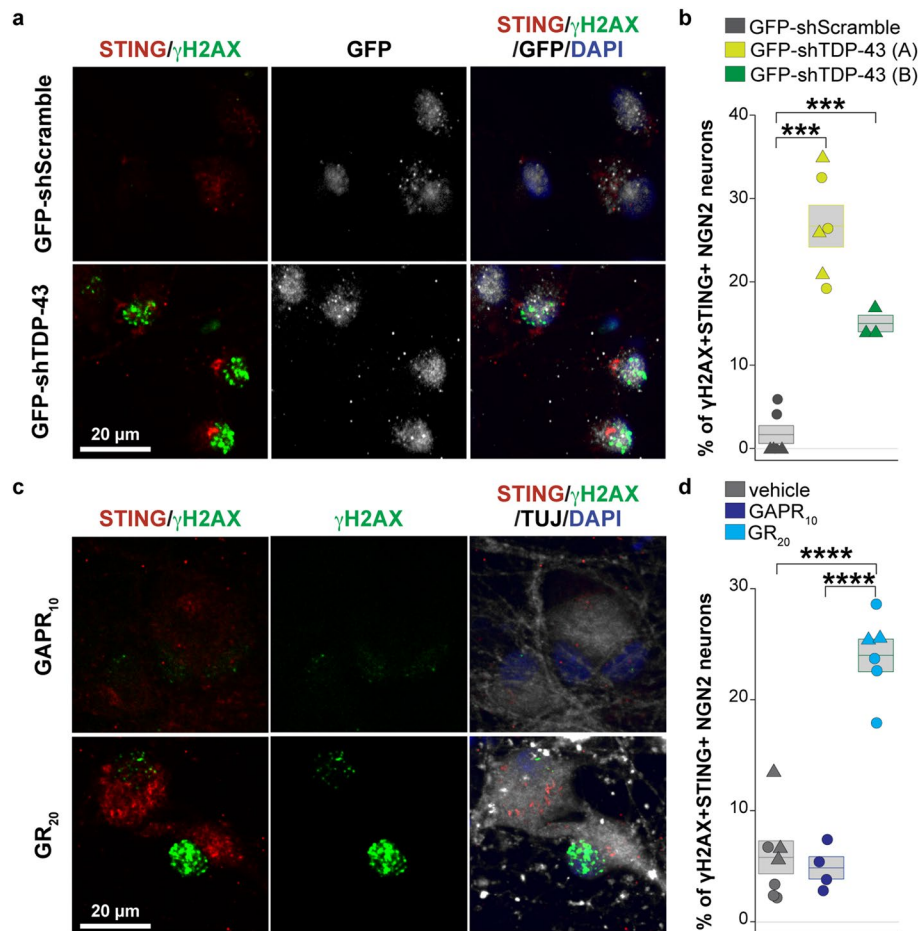 a
STING/γH2AX
GFP
STING/γH2AX
/GFP/DAPI
GFP-shScramble
GFP-shTDP-43
20 µm
b
GFP-shScramble
GFP-shTDP-43 (A)
GFP-shTDP-43 (B)
% of γH2AX+STING+ NGN2 neurons
40
30
20
10
0
***
***
c
STING/γH2AX
γH2AX
STING/γH2AX
/TUJ/DAPI
GAPR10
GR20
20 µm
d
vehicle
GAPR10
GR20
% of γH2AX+STING+ NGN2 neurons
30
20
10
0
****
****